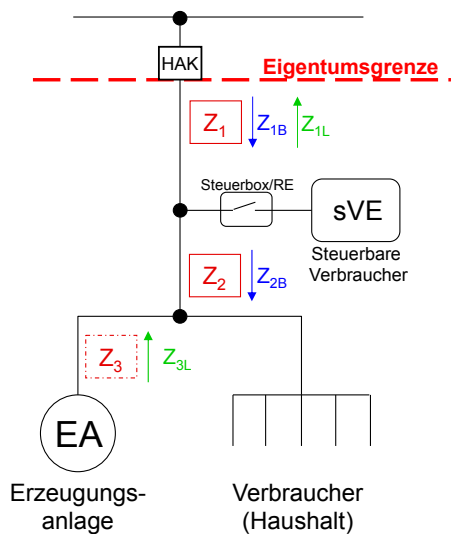 HAK
Eigentumsgrenze
Z1 Z1B Z1L
Steuerbox/RE
sVE
Steuerbare
Verbraucher
Z2 Z2B
Z3 Z3L
EA
Erzeugungs-
anlage
Verbraucher
(Haushalt)